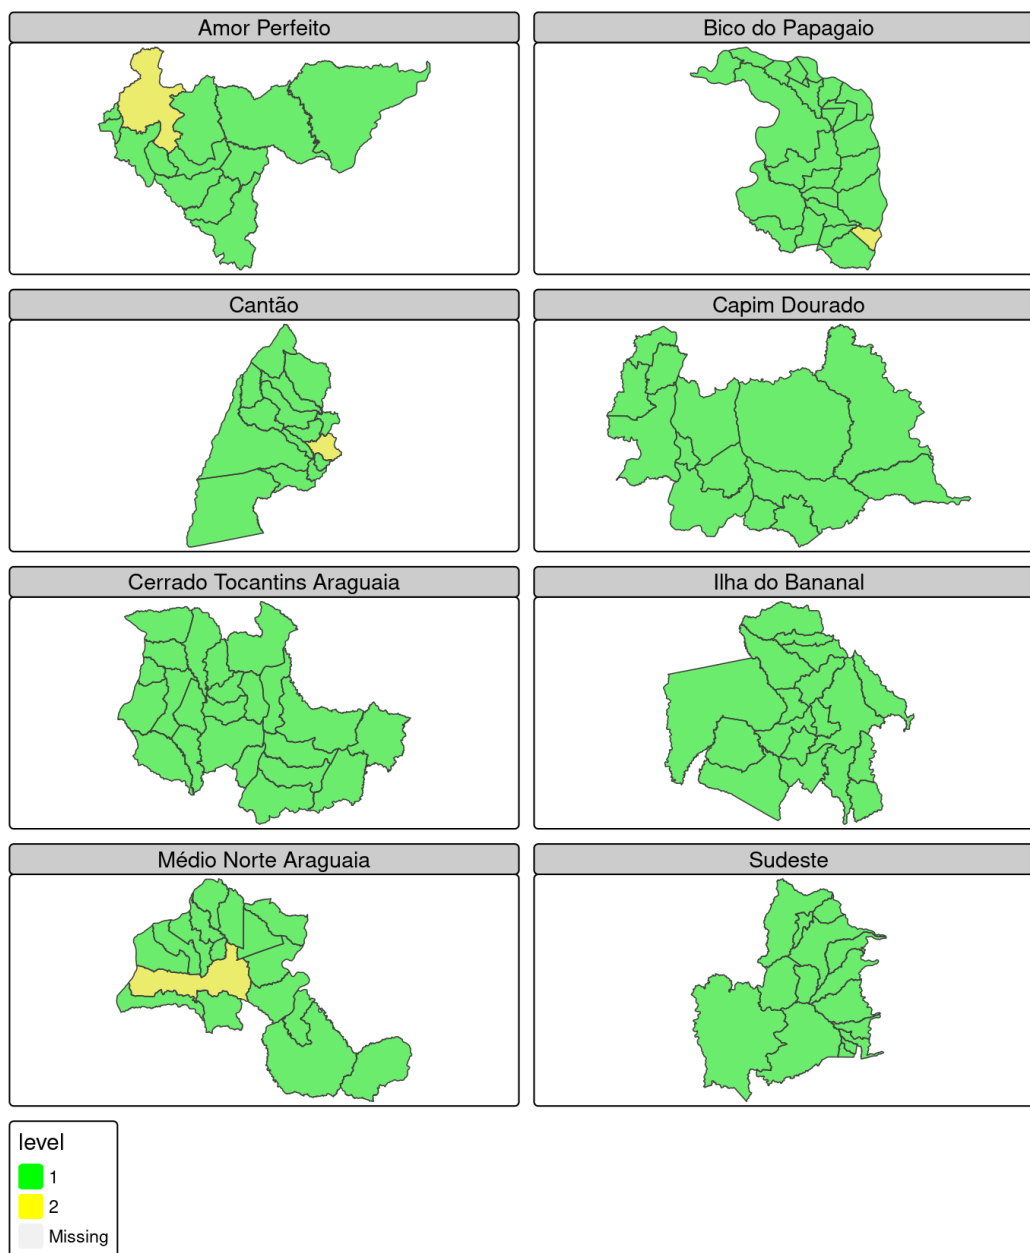 Amor Perfeito
Bico do Papagaio
Cantão
Capim Dourado
Cerrado Tocantins Araguaia
Ilha do Bananal
Médio Norte Araguaia
Sudeste
level
1
2
Missing